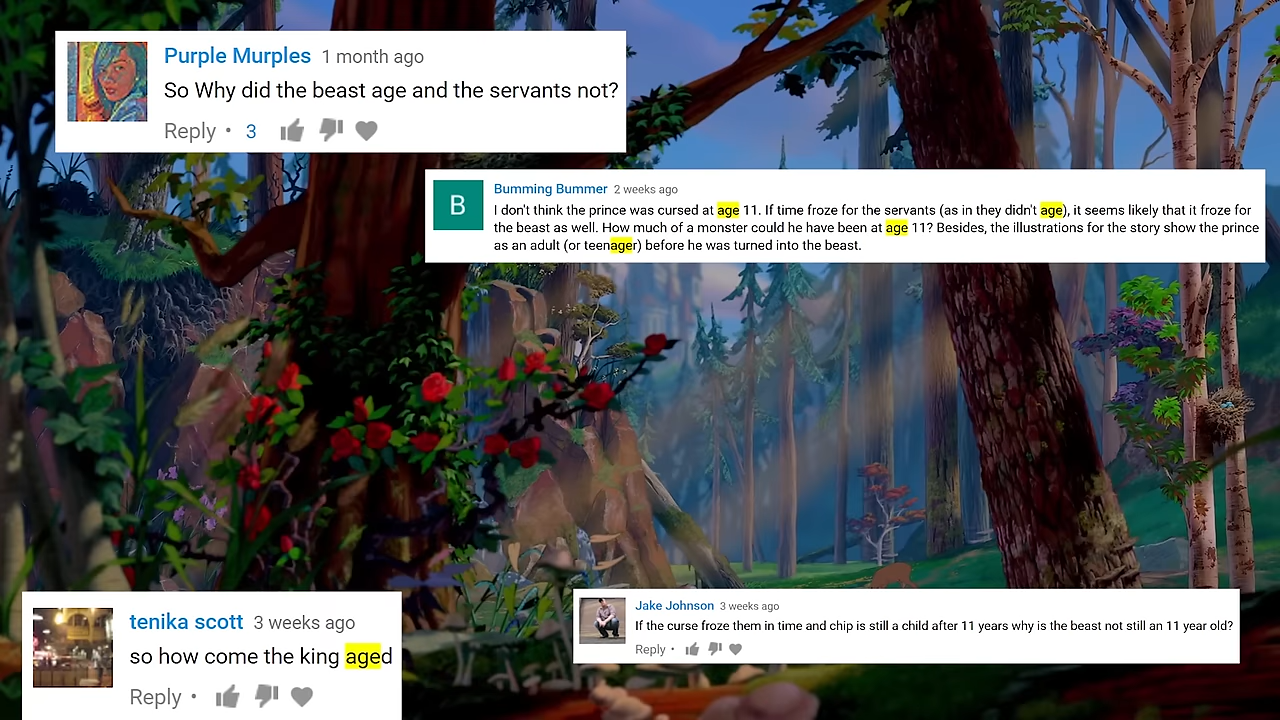 Purple Murples 1 month ago
So Why did the beast age and the servants not?
Reply • 3
B
Bumming Bummer 2 weeks ago
I don't think the prince was cursed at age 11. If time froze for the servants (as in they didn't age), it seems likely that it froze for
the beast as well. How much of a monster could he have been at age 11? Besides, the illustrations for the story show the prince
as an adult (or teenager) before he was turned into the beast.
tenika scott 3 weeks ago
so how come the king aged
Reply •
Jake Johnson 3 weeks ago
If the curse froze them in time and chip is still a child after 11 years why is the beast not still an 11 year old?
Reply •